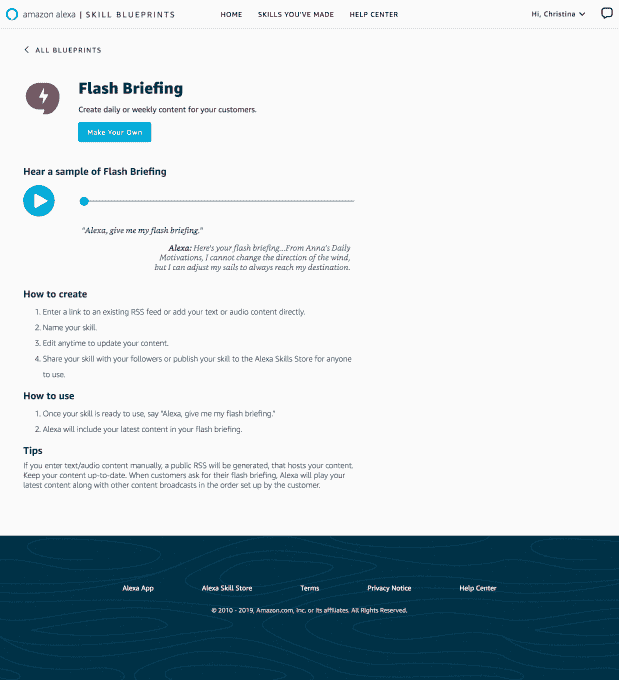 amazon alexa | SKILL BLUEPRINTS HOME SKILLS YOU'VE MADE HELP CENTER Hi, Christina
ALL BLUEPRINTS
Flash Briefing
Create daily or weekly content for your customers.
Make Your Own
Hear a sample of Flash Briefing
"Alexa, give me my flash briefing."
Alexa: Here's your flash briefing...From Anna's Daily
Motivations, I cannot change the direction of the wind,
but I can adjust my sails to always reach my destination.
How to create
1. Enter a link to an existing RSS feed or add your text or audio content directly.
2. Name your skill.
3. Edit anytime to update your content.
4. Share your skill with your followers or publish your skill to the Alexa Skills Store for anyone
to use.
How to use
1. Once your skill is ready to use, say "Alexa, give me my flash briefing."
2. Alexa will include your latest content in your flash briefing.
Tips
If you enter text/audio content manually, a public RSS will be generated, that hosts your content.
Keep your content up-to-date. When customers ask for their flash briefing, Alexa will play your
latest content along with other content broadcasts in the order set up by the customer.
Alexa App Alexa Skill Store Terms Privacy Notice Help Center
© 2010 - 2019, Amazon.com, Inc. or its affiliates. All Rights Reserved.